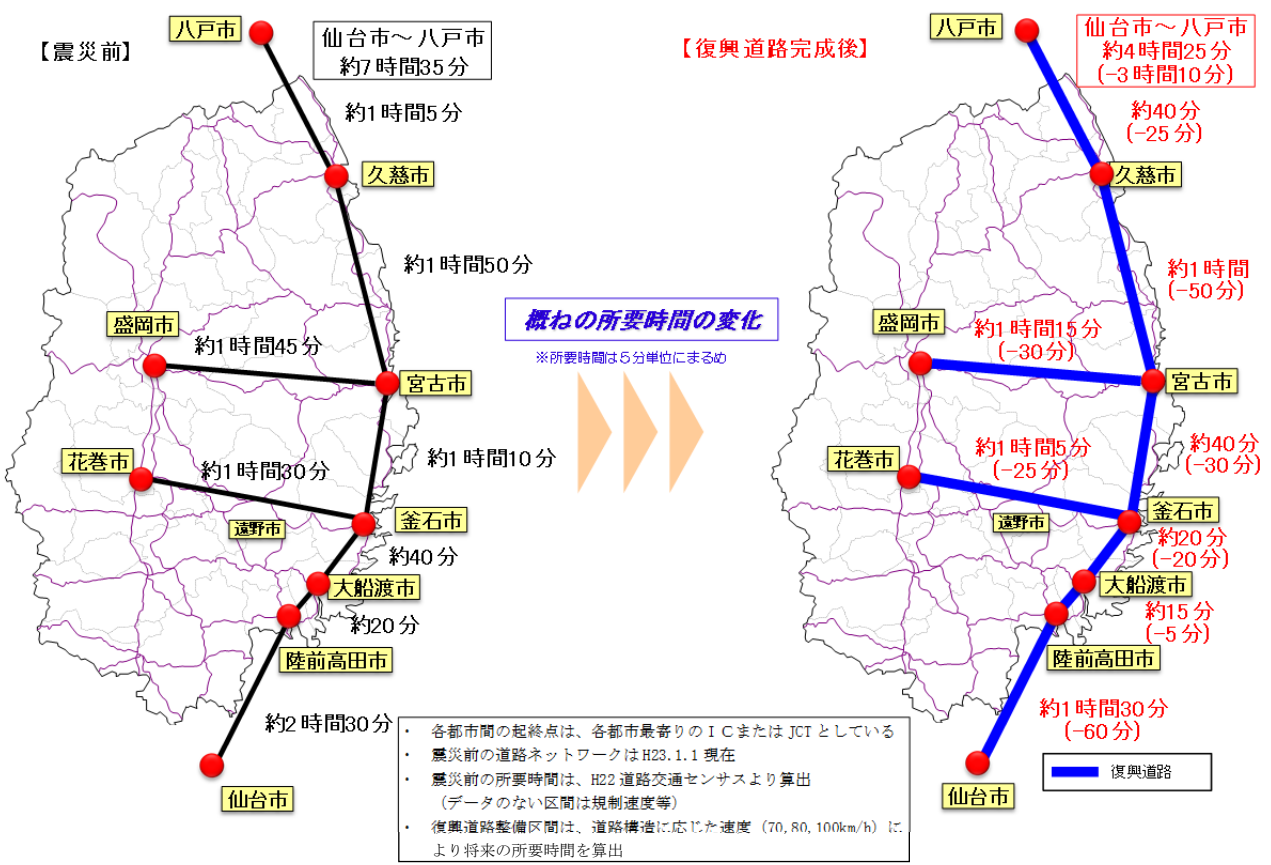 【震災前】
八戸市
仙台市～八戸市
約7時間35分
約1時間5分
久慈市
約1時間50分
盛岡市
約1時間45分
宮古市
花巻市
約1時間30分
約1時間10分
遠野市
釜石市
約40分
大船渡市
約20分
陸前高田市
約2時間30分
仙台市
概ねの所要時間の変化
※所要時間は５分単位にまるめ
【復興道路完成後】
八戸市
仙台市～八戸市
約4時間25分
(-3時間10分)
約40分
(-25分)
久慈市
約1時間
(-50分)
盛岡市
約1時間15分
(-30分)
宮古市
花巻市
約1時間5分
(-25分)
約40分
(-30分)
遠野市
釜石市
約20分
(-20分)
大船渡市
約15分
(-5分)
陸前高田市
約1時間30分
(-60分)
仙台市
復興道路
・ 各都市間の起終点は、各都市最寄りのＩＣまたはJCTとしている
・ 震災前の道路ネットワークはH23.1.1現在
・ 震災前の所要時間は、H22道路交通センサスより算出
（データのない区間は規制速度等）
・ 復興道路整備区間は、道路構造に応じた速度（70,80,100km/h）に
より将来の所要時間を算出